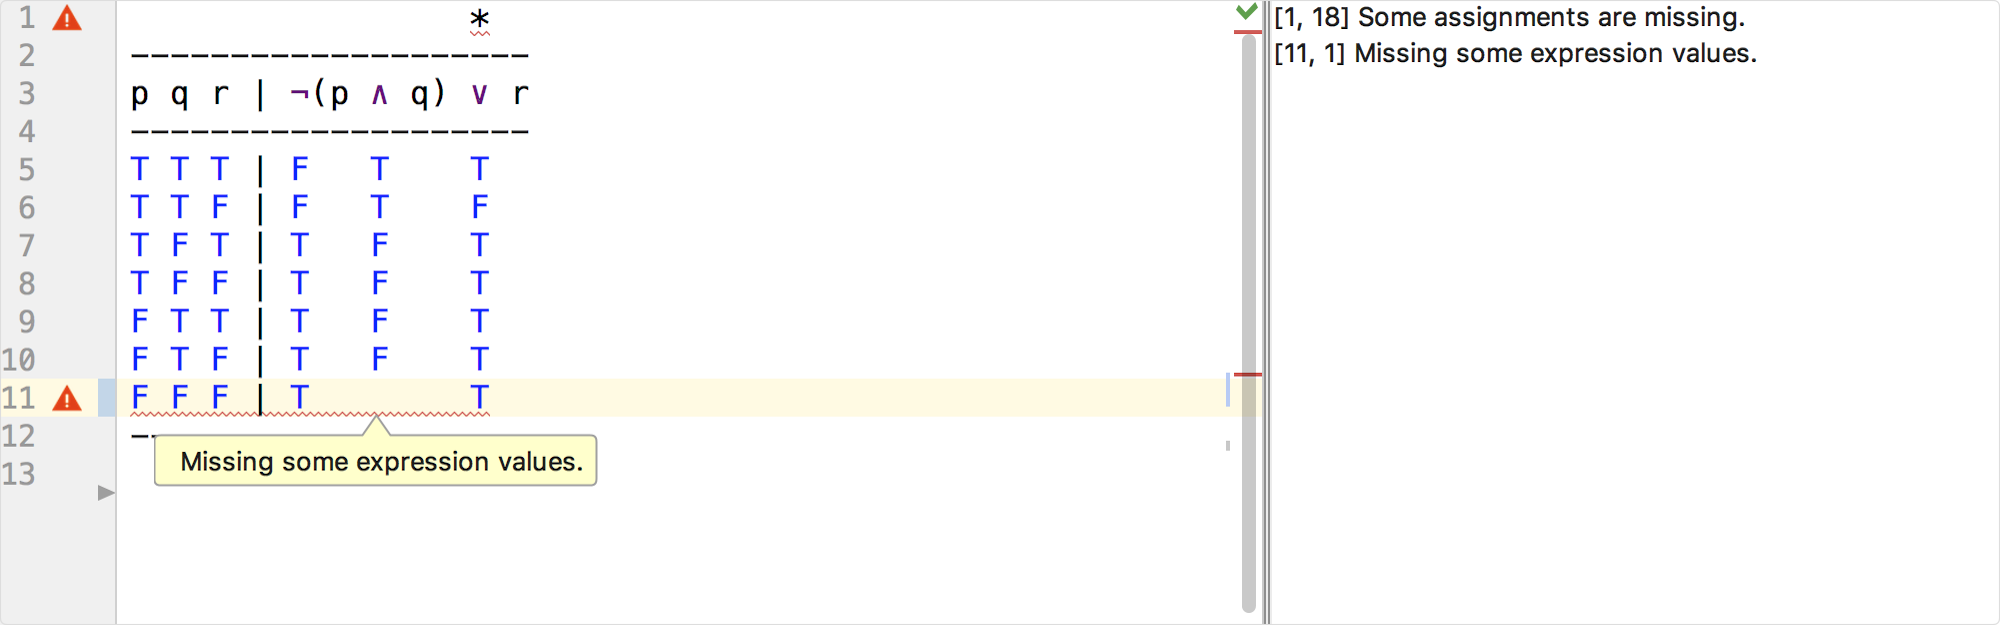 1 *
2 -------------------- 
3 p q r | ¬(p ∧ q) ∨ r
4 --------------------
5 T T T | F   T    T
6 T T F | F   T    F
7 T F T | T   F    T
8 T F F | T   F    T
9 F T T | T   F    T
10 F T F | T   F    T
11 F F F | T        T
12 --
Missing some expression values.
13
[1, 18] Some assignments are missing.
[11, 1] Missing some expression values.